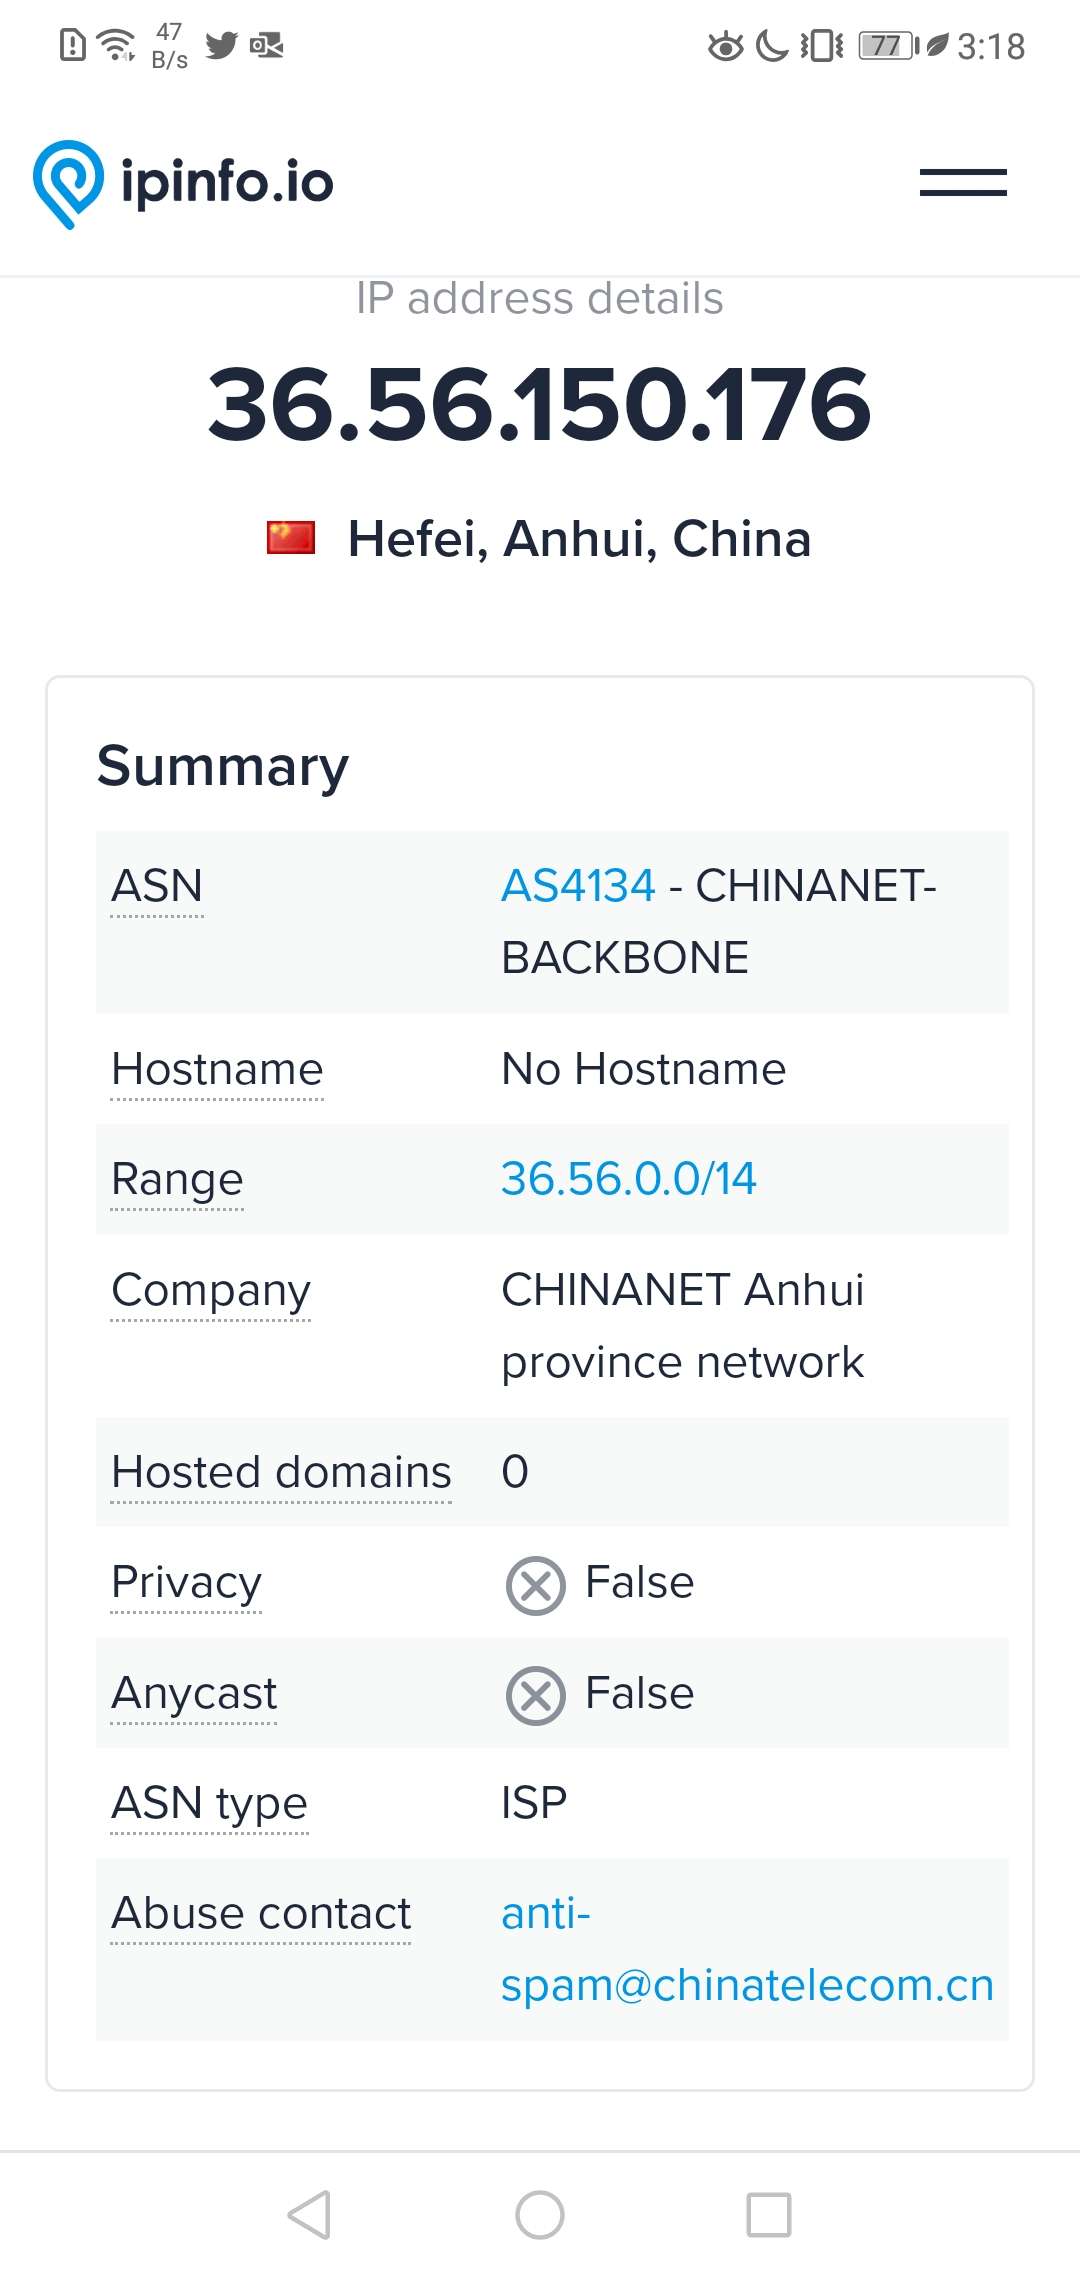 47
B/s
77
3:18
ipinfo.io
IP address details
36.56.150.176
Hefei, Anhui, China
Summary
ASN
AS4134 - CHINANET-
BACKBONE
Hostname
No Hostname
Range
36.56.0.0/14
Company
CHINANET Anhui
province network
Hosted domains
0
Privacy
False
Anycast
False
ASN type
ISP
Abuse contact
anti-
spam@chinatelecom.cn